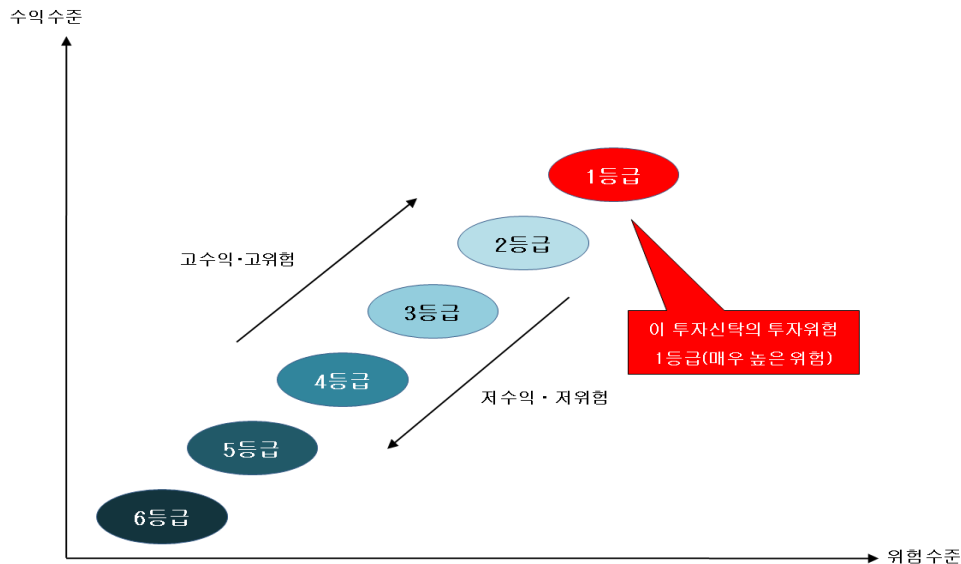 수익 수준
1등급
2등급
고수익·고위험
3등급
이 투자신탁의 투자위험
1등급(매우 높은 위험)
4등급
저수익 · 저위험
5등급
6등급
위험 수준